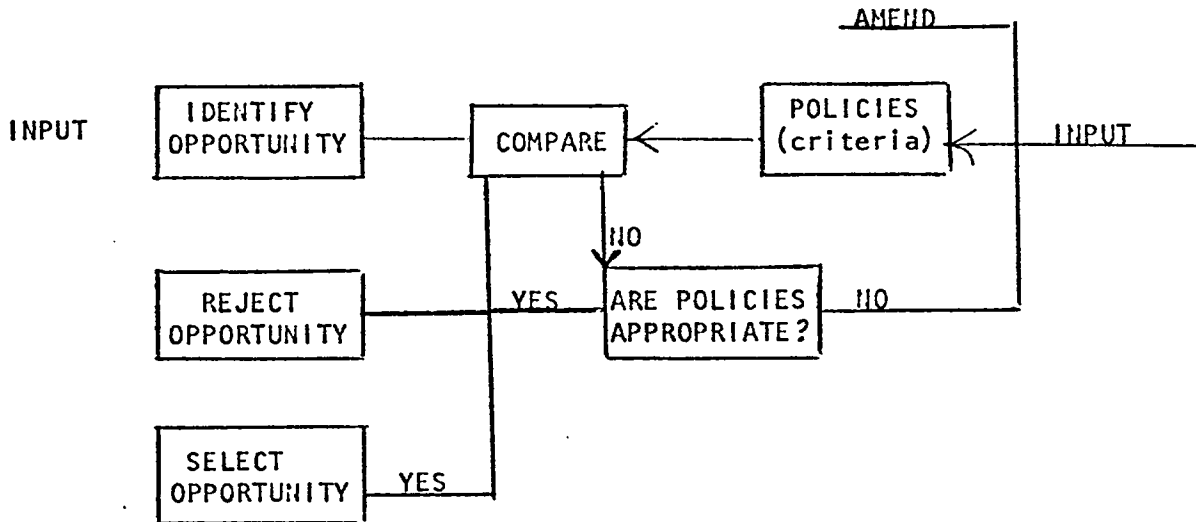 AMEND
INPUT
IDENTIFY
OPPORTUNITY
COMPARE
POLICIES
(criteria)
INPUT
NO
REJECT
OPPORTUNITY
YES
ARE POLICIES
APPROPRIATE?
NO
SELECT
OPPORTUNITY
YES